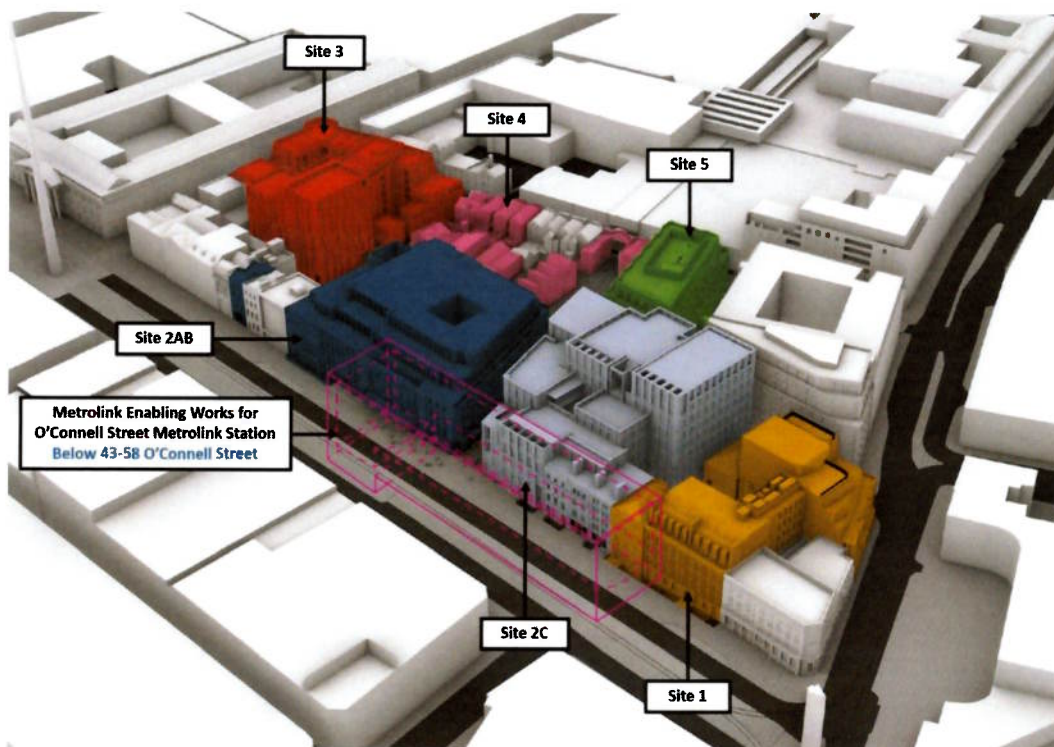 Site 3
Site 4
Site 5
Site 2AB
Metrolink Enabling Works for
O'Connell Street Metrolink Station
Below 43-58 O'Connell Street
Site 2C
Site 1